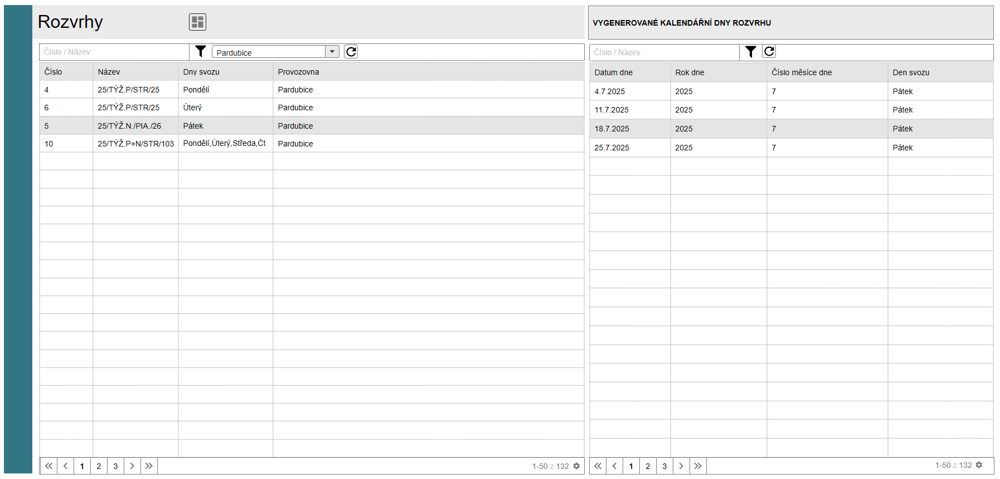 Rozvrhy
VYGENEROVANÉ KALENDÁŘNÍ DNY ROZVRHU
Číslo / Název
Pardubice
Číslo Název Dny svozu Provozovna
4 25/TÝŽ.P/STR/25 Pondělí Pardubice
6 25/TÝŽ.P/STR/25 Úterý Pardubice
5 25/TÝŽ.N./PIA./26 Pátek Pardubice
10 25/TÝŽ.P+N/STR/103 Pondělí,Úterý,Středa,Čt Pardubice
1 2 3 1-50 z 132
Číslo / Název
Datum dne Rok dne Číslo měsíce dne Den svozu
4.7.2025 2025 7 Pátek
11.7.2025 2025 7 Pátek
18.7.2025 2025 7 Pátek
25.7.2025 2025 7 Pátek
1 2 3 1-50 z 132